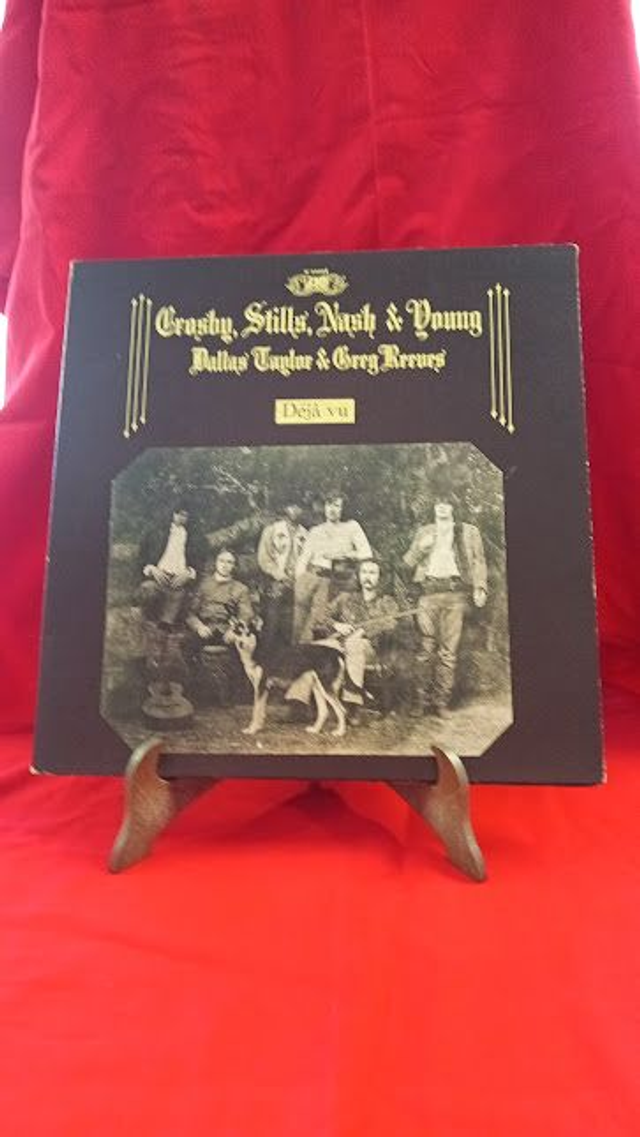 Crosby, Stills, Nash & Young
Dallas Taylor & Greg Reeves
Déjà vu